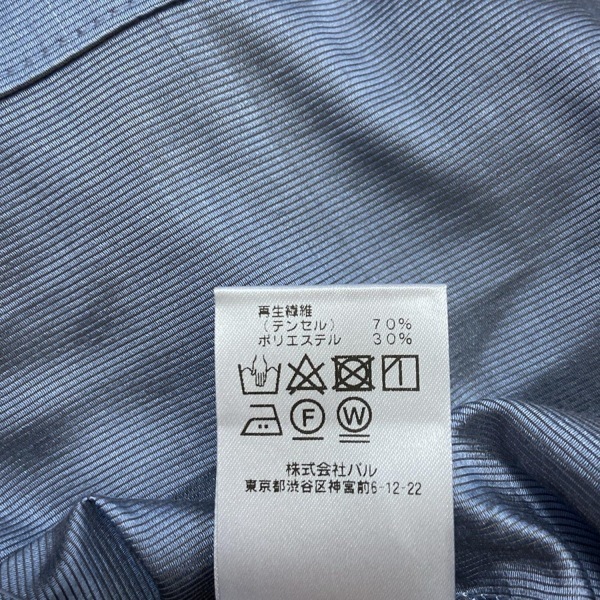 再生繊維
(テンセル) 70%
ポリエステル 30%
F W
株式会社パル
東京都渋谷区神宮前6-12-22